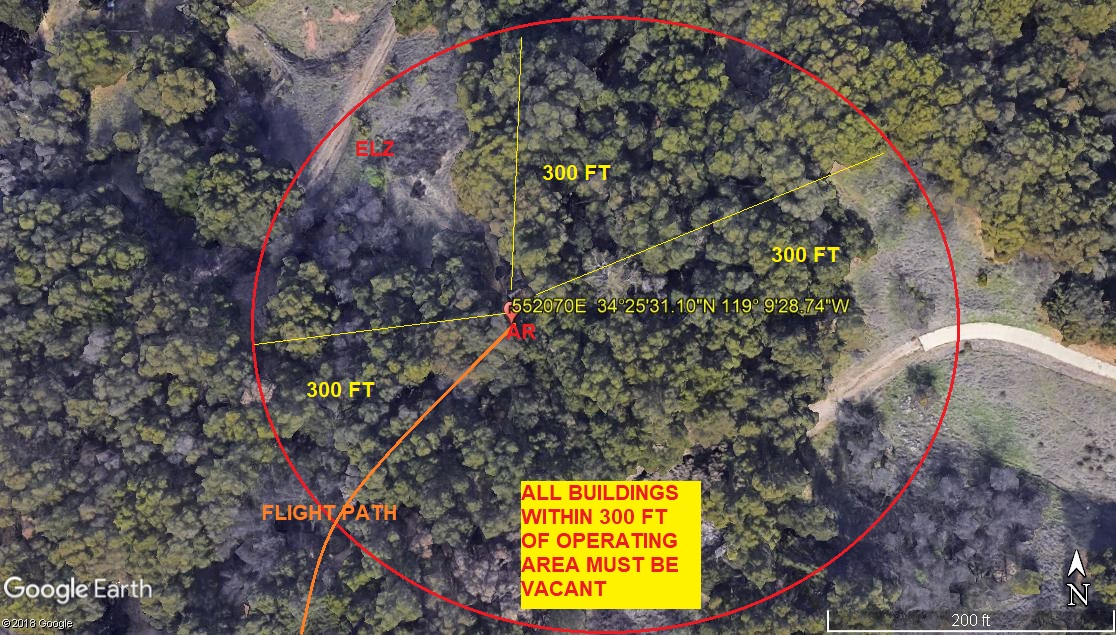 ELZ
300 FT
300 FT
552070E  34°25'31.10"N 119° 9'28.74"W
AR
300 FT
FLIGHT PATH
ALL BUILDINGS
WITHIN 300 FT
OF OPERATING
AREA MUST BE
VACANT
Google Earth
N
©2018 Google
200 ft